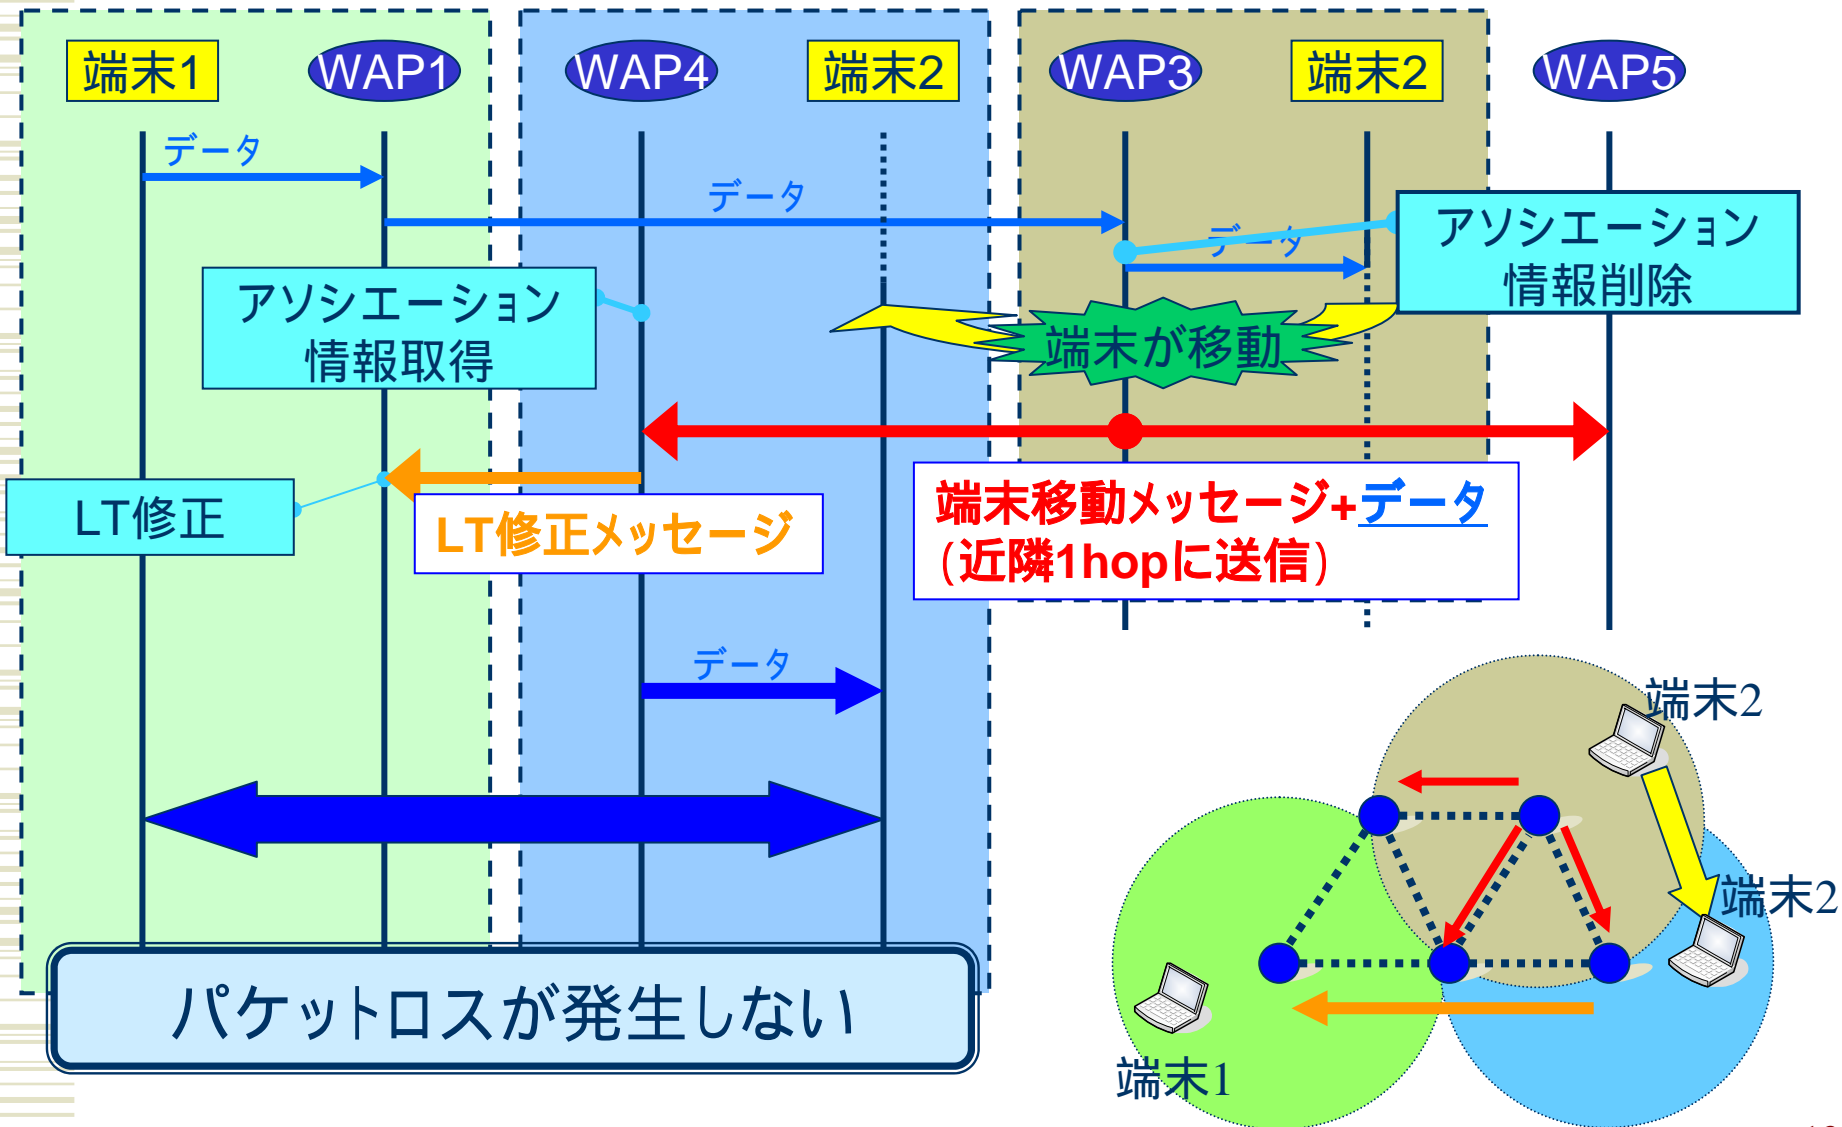 端末1
WAP1
WAP4
端末2
WAP3
端末2
WAP5
データ
データ
データ
アソシエーション
情報削除
アソシエーション
情報取得
端末が移動
LT修正
LT修正メッセージ
端末移動メッセージ+データ
(近隣1hopに送信)
データ
パケットロスが発生しない
端末2
端末2
端末1